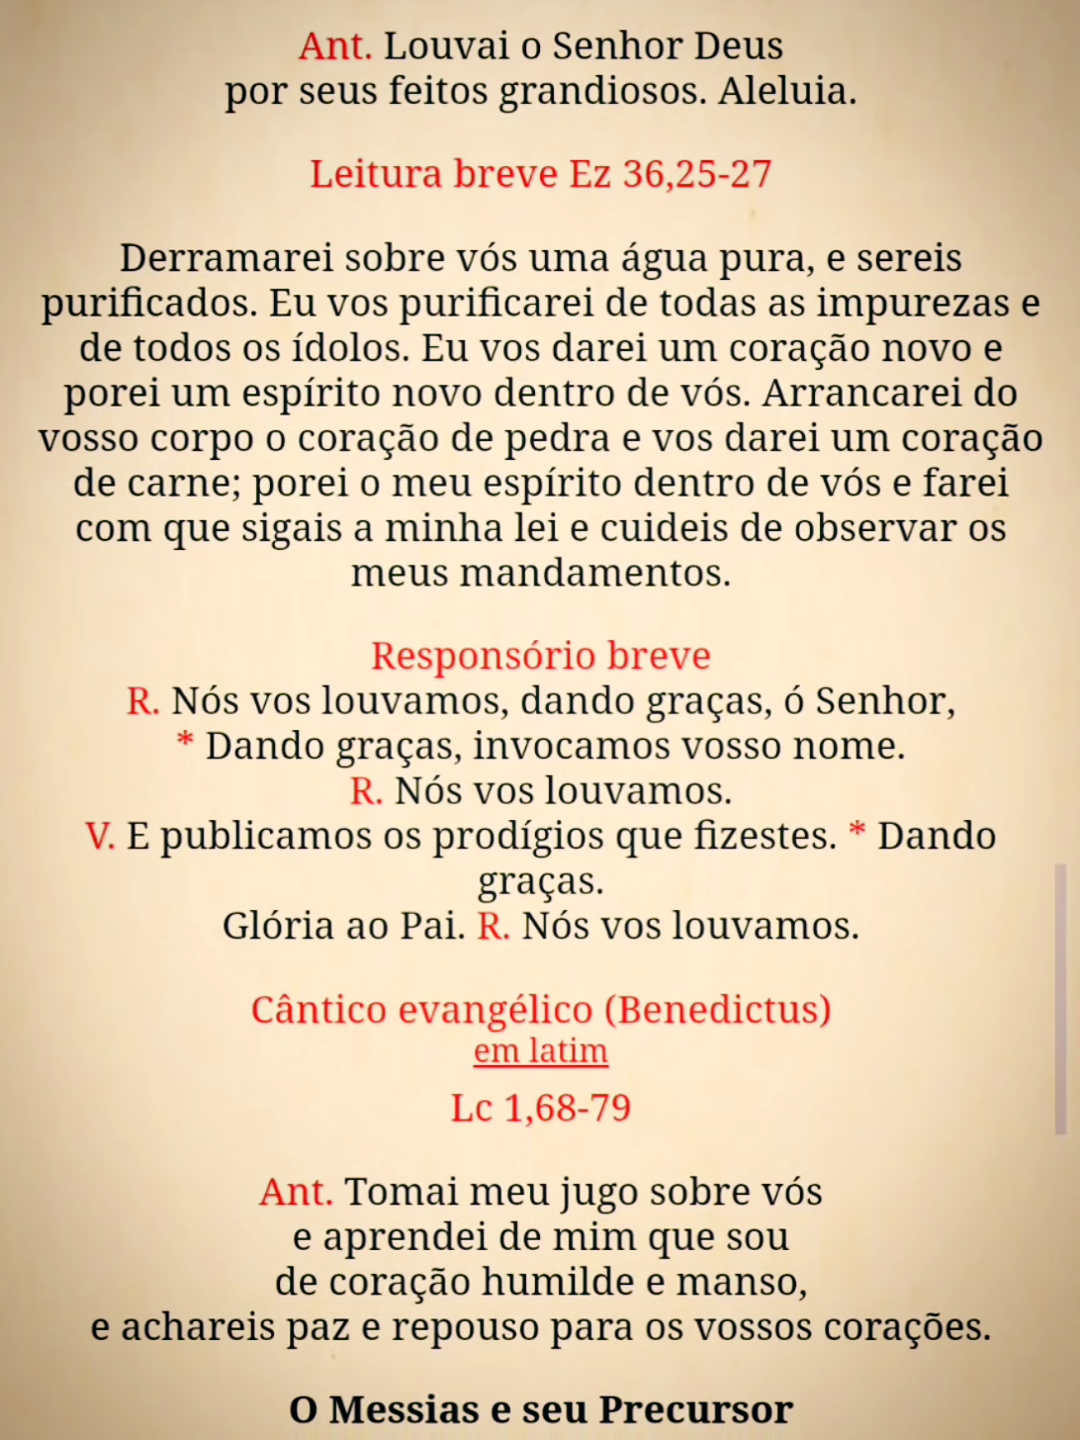 Ant. Louvai o Senhor Deus
por seus feitos grandiosos. Aleluia.
Leitura breve Ez 36,25-27
Derramarei sobre vós uma água pura, e sereis
purificados. Eu vos purificarei de todas as impurezas e
de todos os ídolos. Eu vos darei um coração novo e
porei um espírito novo dentro de vós. Arrancarei do
vosso corpo o coração de pedra e vos darei um coração
de carne; porei o meu espírito dentro de vós e farei
com que sigais a minha lei e cuideis de observar os
meus mandamentos.
Responsório breve
R. Nós vos louvamos, dando graças, ó Senhor,
* Dando graças, invocamos vosso nome.
R. Nós vos louvamos.
V. E publicamos os prodígios que fizestes. * Dando
graças.
Glória ao Pai. R. Nós vos louvamos.
Cântico evangélico (Benedictus)
em latim
Lc 1,68-79
Ant. Tomai meu jugo sobre vós
e aprendei de mim que sou
de coração humilde e manso,
e achareis paz e repouso para os vossos corações.
O Messias e seu Precursor